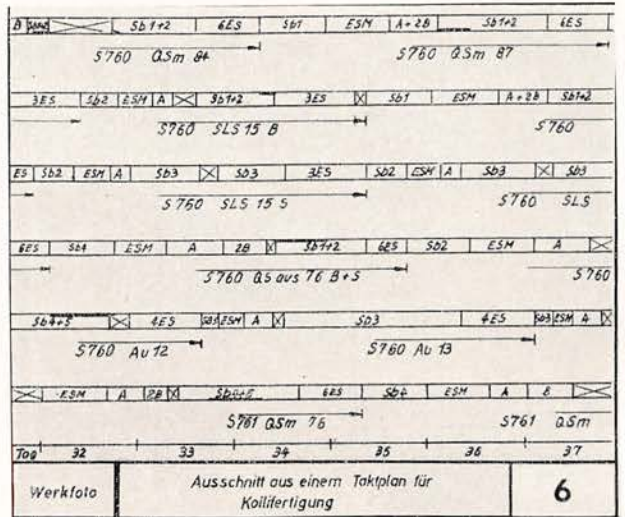 B Sb1+2 6ES Sb1 ESM A+2B Sb1+2 6ES
S760 QSm 84 S760 QSm 87
3ES Sb2 ESM A Sb1+2 3ES Sb1 ESM A+2B Sb1+2
S760 SLS 15 B S760
ES Sb2 ESM A Sb3 Sb3 3ES Sb2 ESM A Sb3 Sb3
S760 SLS 15 S S760 SLS
6ES Sb4 ESM A 2B Sb1+2 6ES Sb2 ESM A
S760 QS aus 76 B+S S760
Sb4+5 4ES Sb3 ESM A Sb3 4ES Sb3 ESM A
S760 Au 12 S760 Au 13
ESM A 2B 6ES Sb4 ESM A B
S761 QSm 76 S761 QSm
Tag 32 33 34 35 36 37
Werkfoto
Ausschnitt aus einem Taktplan für
Koilifertigung
6